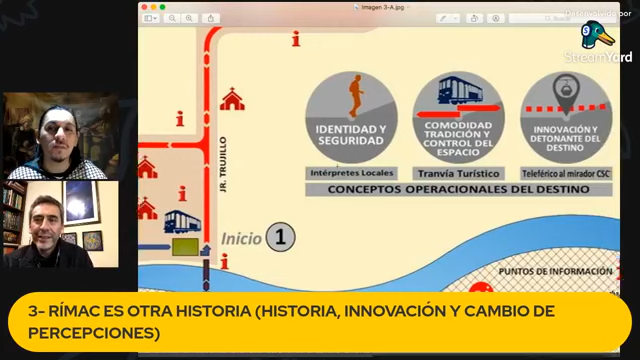 Imagen 3-A.jpg
Desarrollado por
StreamYard
IDENTIDAD Y
SEGURIDAD
COMODIDAD
TRADICIÓN Y
CONTROL DEL
ESPACIO
INNOVACIÓN Y
DETONANTE DEL
DESTINO
Intérpretes Locales
Tranvía Turístico
Teleférico al mirador CSC
CONCEPTOS OPERACIONALES DEL DESTINO
JR. TRUJILLO
Inicio 1
PUNTOS DE INFORMACIÓN
3- RÍMAC ES OTRA HISTORIA (HISTORIA, INNOVACIÓN Y CAMBIO DE
PERCEPCIONES)